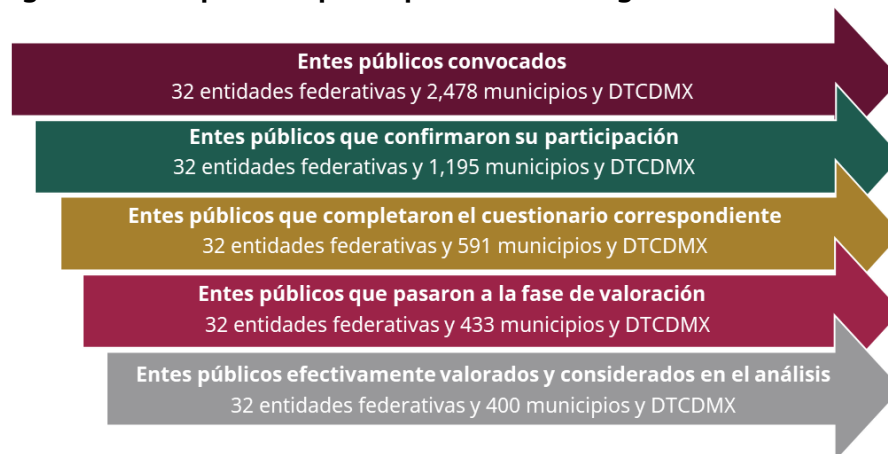 Entes públicos convocados
32 entidades federativas y 2,478 municipios y DTCDMX
Entes públicos que confirmaron su participación
32 entidades federativas y 1,195 municipios y DTCDMX
Entes públicos que completaron el cuestionario correspondiente
32 entidades federativas y 591 municipios y DTCDMX
Entes públicos que pasaron a la fase de valoración
32 entidades federativas y 433 municipios y DTCDMX
Entes públicos efectivamente valorados y considerados en el análisis
32 entidades federativas y 400 municipios y DTCDMX